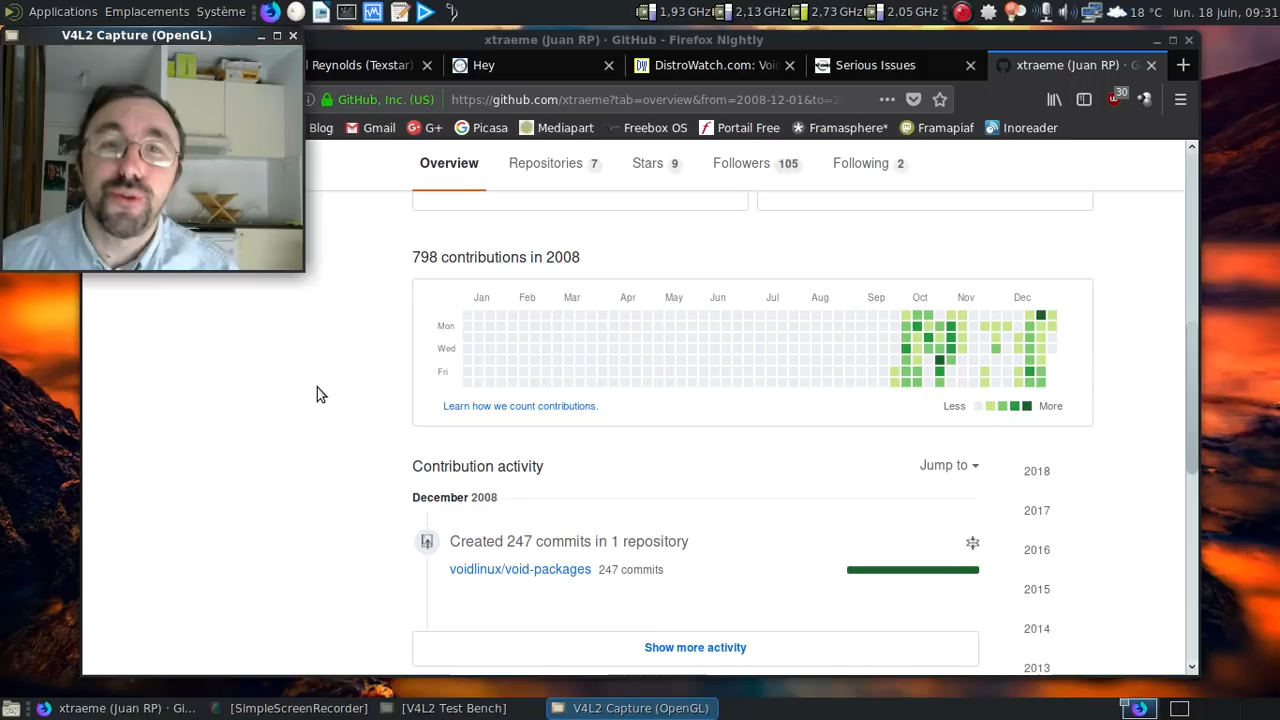 Applications Emplacements Système
1,93 GHz 2,13 GHz 2,73 GHz 2,05 GHz 18 °C lun. 18 juin, 09:31
V4L2 Capture (OpenGL)
xtraeme (Juan RP) · GitHub - Firefox Nightly
l Reynolds (Texstar) Hey DistroWatch.com: Voi Serious Issues xtraeme (Juan RP) · G
GitHub, Inc. (US) https://github.com/xtraeme?tab=overview&from=2008-12-01&to=2 30
Blog Gmail G+ Picasa Mediapart Freebox OS Portail Free Framasphere* Framapiaf Inoreader
Overview Repositories 7 Stars 9 Followers 105 Following 2
798 contributions in 2008
Jan Feb Mar Apr May Jun Jul Aug Sep Oct Nov Dec
Mon
Wed
Fri
Learn how we count contributions. Less More
Contribution activity Jump to
December 2008
Created 247 commits in 1 repository
voidlinux/void-packages 247 commits
Show more activity
2018
2017
2016
2015
2014
2013
xtraeme (Juan RP) · Gi... [SimpleScreenRecorder] [V4L2 Test Bench] V4L2 Capture (OpenGL)